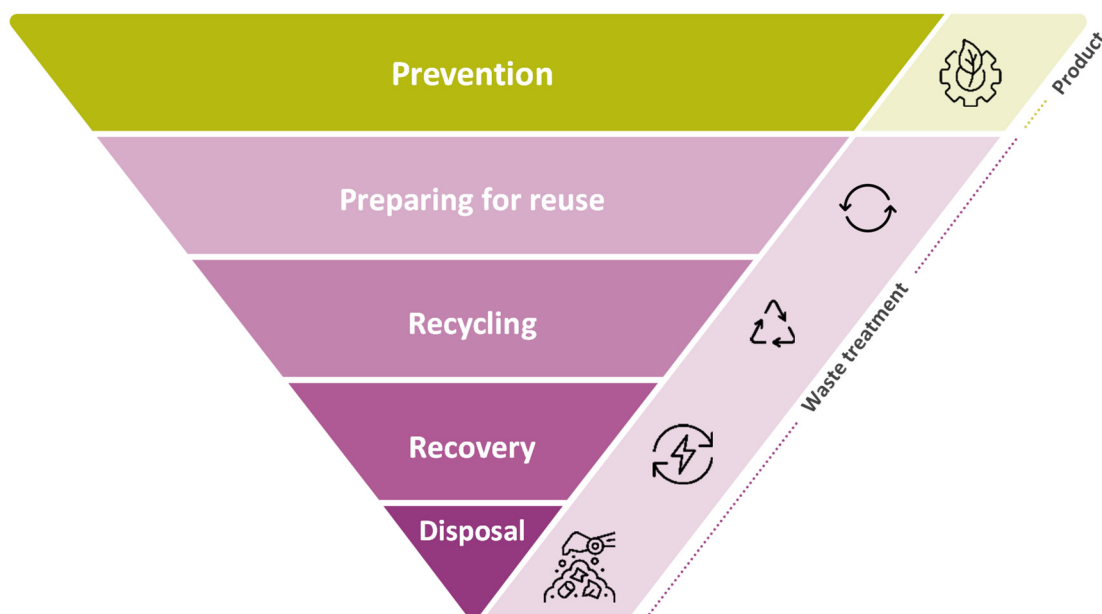 Prevention
Product
Preparing for reuse
Recycling
Waste treatment
Recovery
Disposal